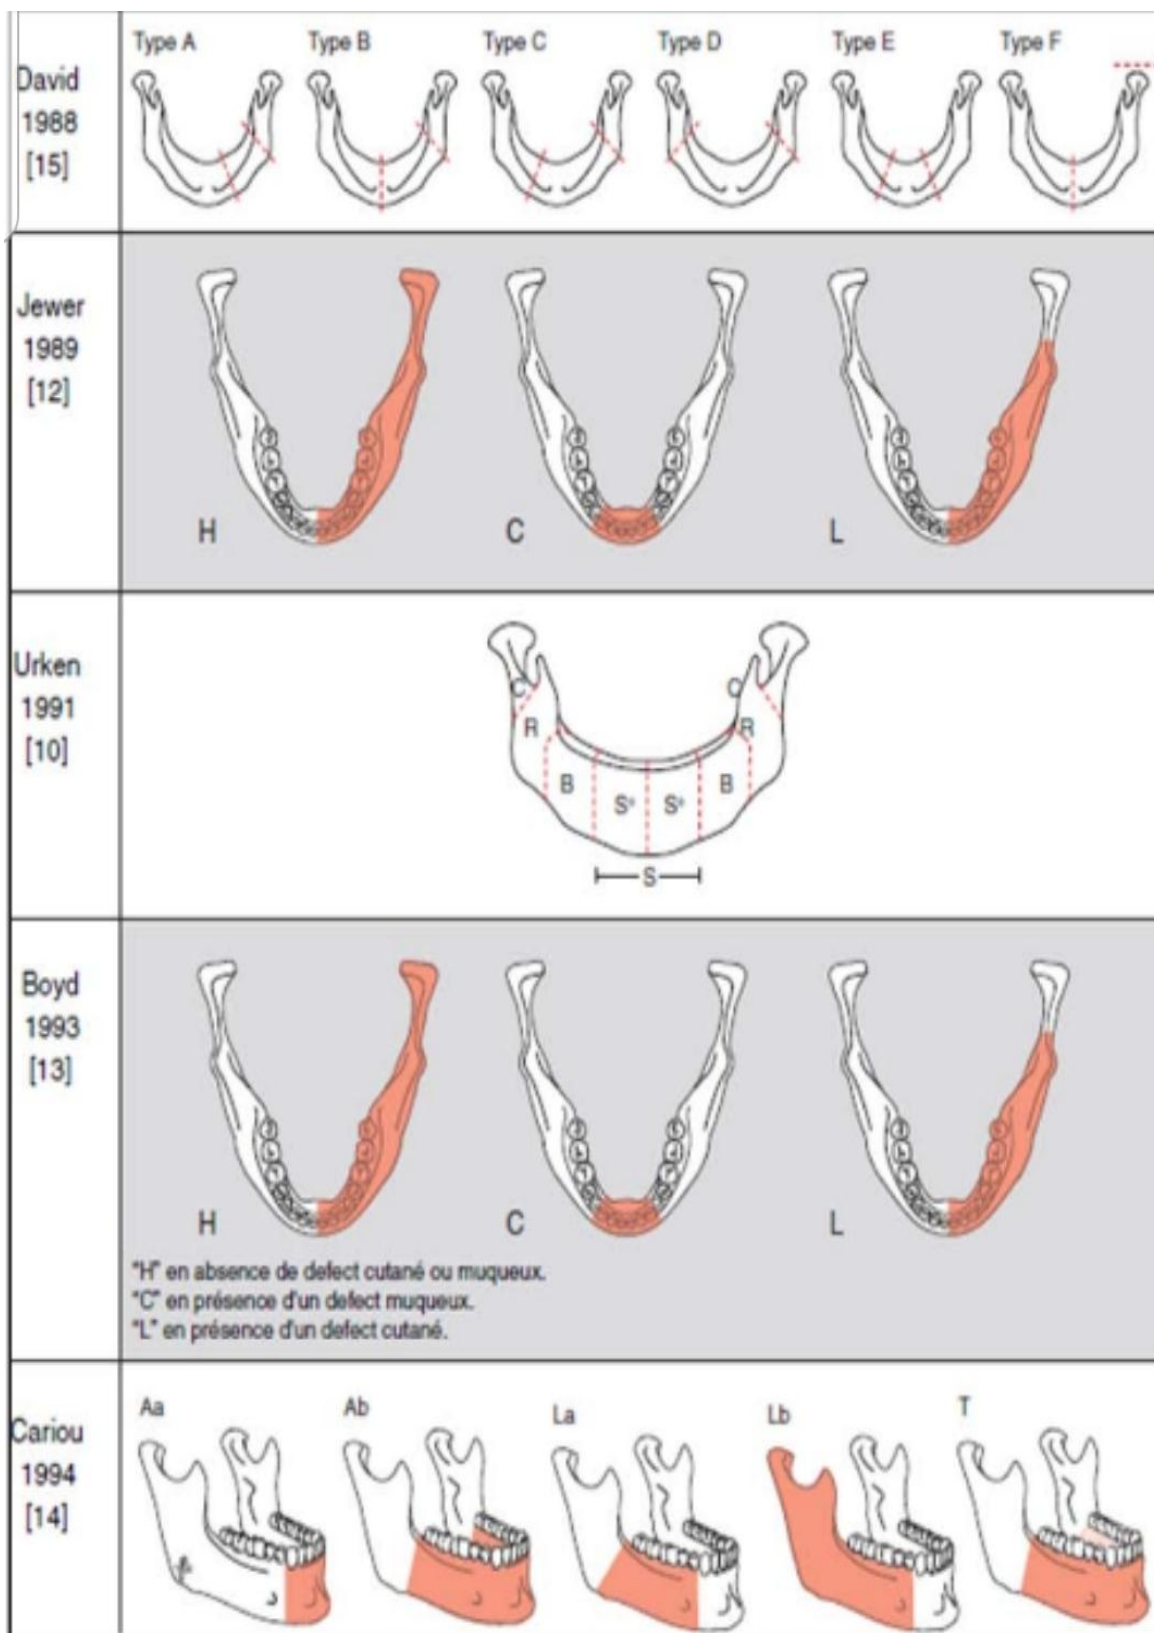 David
1988
[15]
Type A
Type B
Type C
Type D
Type E
Type F
Jewer
1989
[12]
H
C
L
Urken
1991
[10]
C
C
R
R
B
B
S*
S*
S
Boyd
1993
[13]
H
C
L
"H" en absence de defect cutané ou muqueux.
"C" en présence d'un defect muqueux.
"L" en présence d'un defect cutané.
Cariou
1994
[14]
Aa
Ab
La
Lb
T